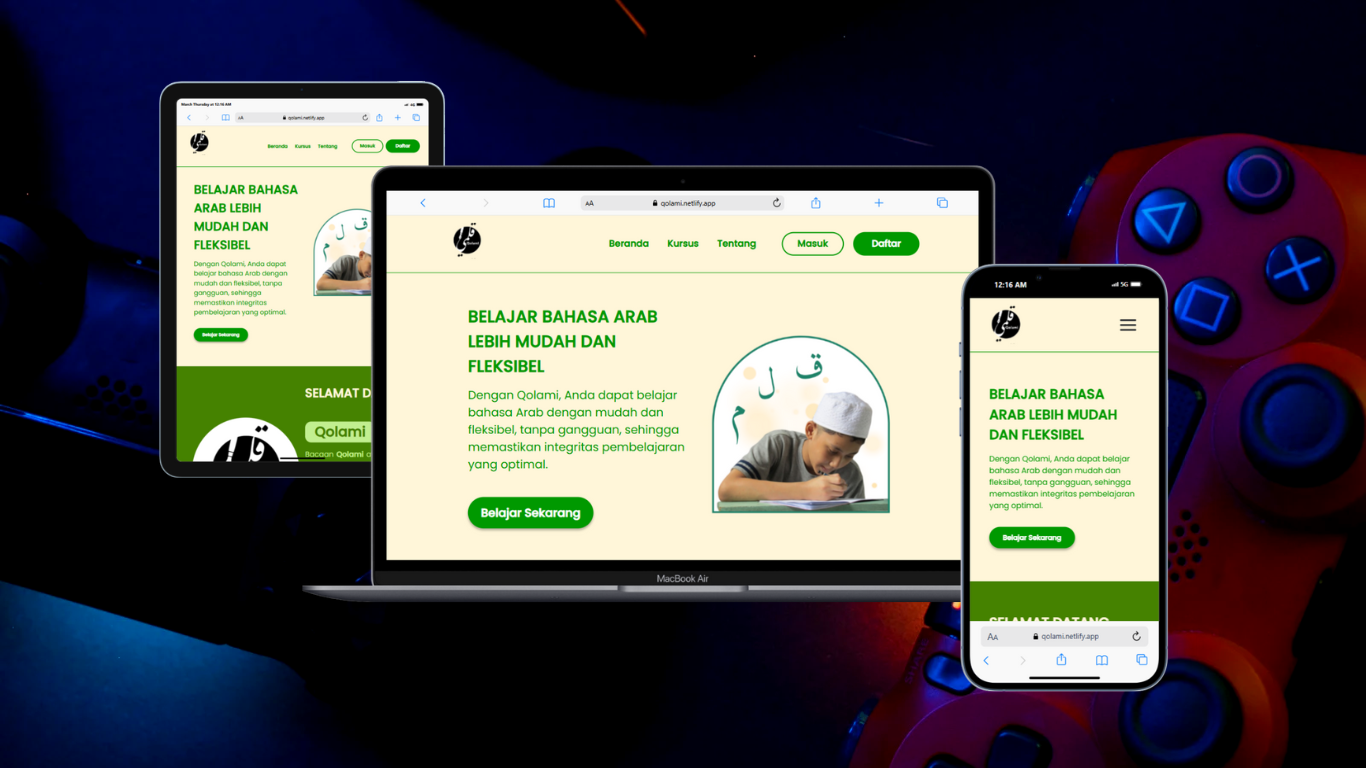 March Thursday at 12:16 AM
4G
AA
qolami.netlify.app
Beranda Kursus Tentang Masuk Daftar
BELAJAR BAHASA
ARAB LEBIH
MUDAH DAN
FLEKSIBEL
Dengan Qolami, Anda dapat
belajar bahasa Arab dengan
mudah dan fleksibel, tanpa
gangguan, sehingga
memastikan integritas
pembelajaran yang optimal.
Belajar Sekarang
SELAMAT D
Qolami
Bacaan Qolami a
AA
qolami.netlify.app
Qolami
Beranda Kursus Tentang Masuk Daftar
BELAJAR BAHASA ARAB
LEBIH MUDAH DAN
FLEKSIBEL
Dengan Qolami, Anda dapat belajar
bahasa Arab dengan mudah dan
fleksibel, tanpa gangguan, sehingga
memastikan integritas pembelajaran
yang optimal.
Belajar Sekarang
ق
ل
م
MacBook Air
12:16 AM
5G
Qolami
BELAJAR BAHASA
ARAB LEBIH MUDAH
DAN FLEKSIBEL
Dengan Qolami, Anda dapat belajar
bahasa Arab dengan mudah dan
fleksibel, tanpa gangguan, sehingga
memastikan integritas pembelajaran
yang optimal.
Belajar Sekarang
SELAMAT DATANG
AA
qolami.netlify.app